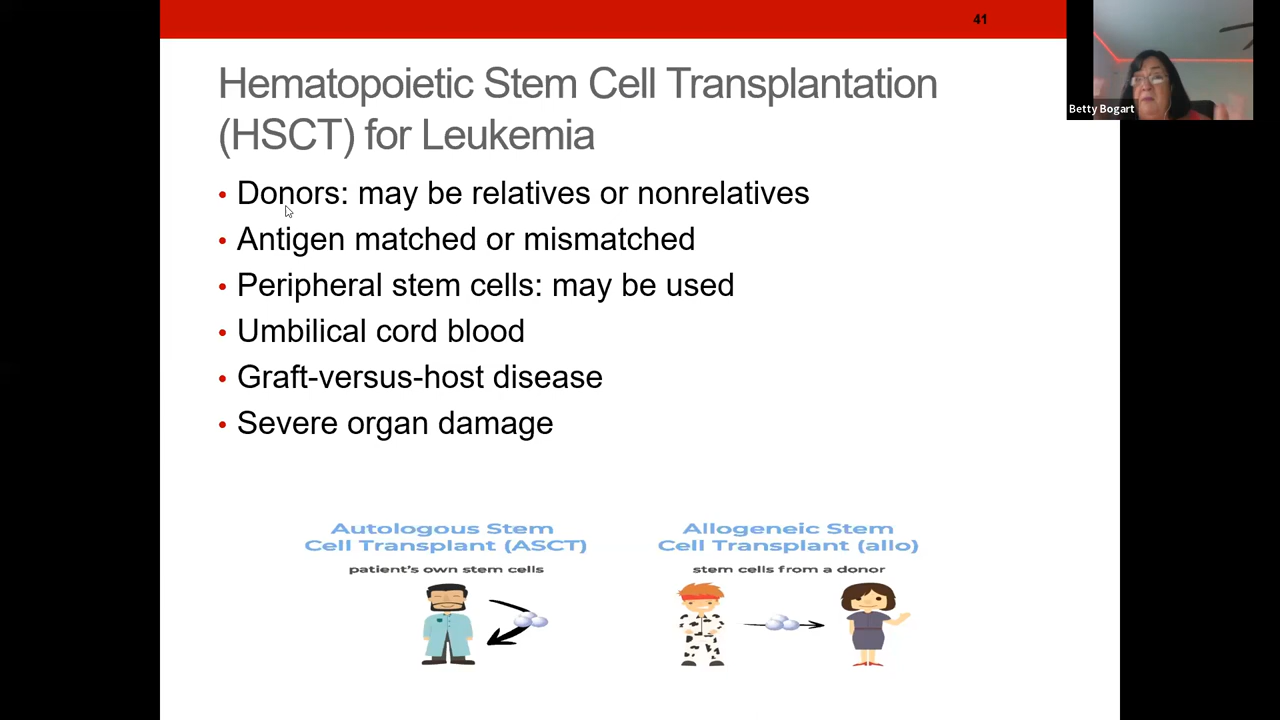 41
Betty Bogart
Hematopoietic Stem Cell Transplantation
(HSCT) for Leukemia
• Donors: may be relatives or nonrelatives
• Antigen matched or mismatched
• Peripheral stem cells: may be used
• Umbilical cord blood
• Graft-versus-host disease
• Severe organ damage
Autologous Stem
Cell Transplant (ASCT)
patient's own stem cells
Allogeneic Stem
Cell Transplant (allo)
stem cells from a donor